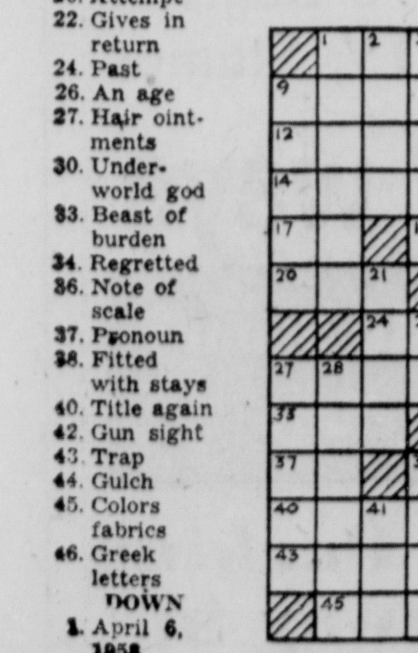 20. Attempt
22. Gives in
return
24. Past
26. An age
27. Hair oint-
ments
30. Under-
world god
33. Beast of
burden
34. Regretted
36. Note of
scale
37. Pronoun
38. Fitted
with stays
40. Title again
42. Gun sight
43. Trap
44. Gulch
45. Colors
fabrics
46. Greek
letters
DOWN
1. April 6,
1958
1 2
9
12
14
17
20 21
24
27 28
33
37
40 41
43
45